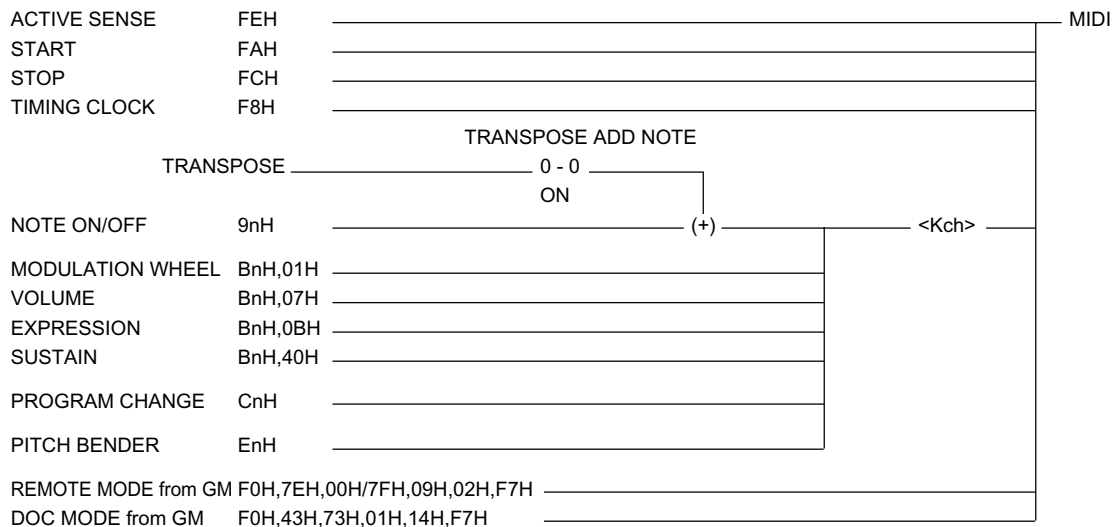 ACTIVE SENSE FEH MIDI
START FAH
STOP FCH
TIMING CLOCK F8H
TRANSPOSE ADD NOTE
TRANSPOSE 0 - 0
ON
NOTE ON/OFF 9nH (+) <Kch>
MODULATION WHEEL BnH,01H
VOLUME BnH,07H
EXPRESSION BnH,0BH
SUSTAIN BnH,40H
PROGRAM CHANGE CnH
PITCH BENDER EnH
REMOTE MODE from GM F0H,7EH,00H/7FH,09H,02H,F7H
DOC MODE from GM F0H,43H,73H,01H,14H,F7H